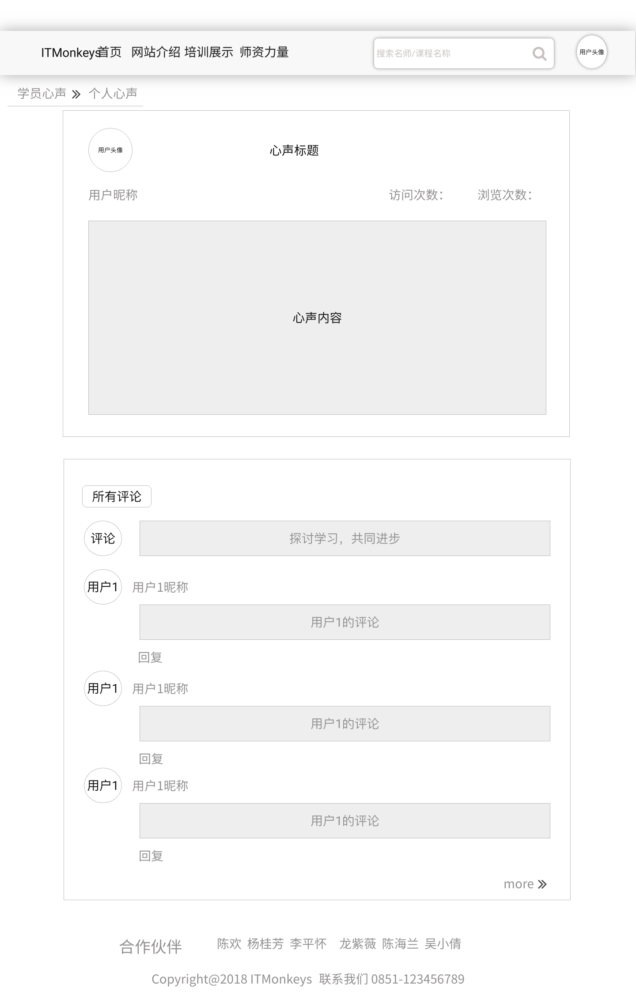 ITMonkeys首页 网站介绍 培训展示 师资力量 搜索名师/课程名称 用户头像
学员心声 个人心声
用户头像 心声标题
用户昵称 访问次数： 浏览次数：
心声内容
所有评论
评论 探讨学习，共同进步
用户1 用户1昵称
用户1的评论
回复
用户1 用户1昵称
用户1的评论
回复
用户1 用户1昵称
用户1的评论
回复
more
合作伙伴 陈欢 杨桂芳 李平怀 龙紫薇 陈海兰 吴小倩
Copyright@2018 ITMonkeys 联系我们 0851-123456789